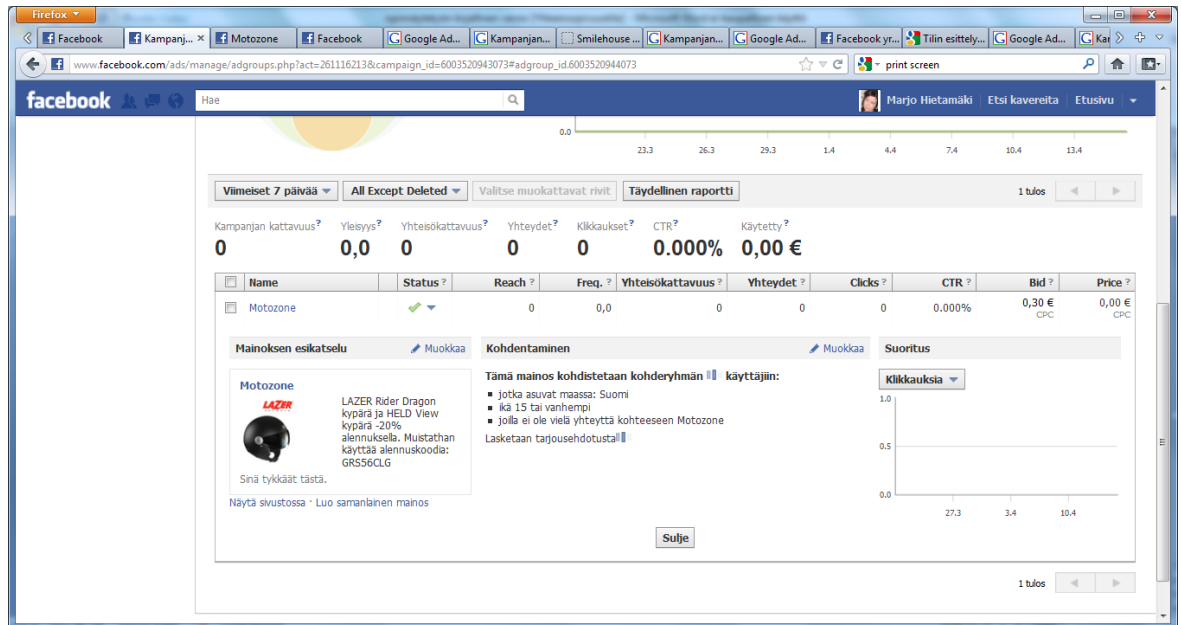 Firefox
Facebook
Kampanj...
Motozone
Facebook
Google Ad...
Kampanjan...
Smilehouse ...
Kampanjan...
Google Ad...
Facebook yr...
Tilin esittely...
Google Ad...
www.facebook.com/ads/manage/adgroups.php?act=261116213&campaign_id=6003520943073#adgroup_id.6003520944073
print screen
facebook
Hae
Marjo Hietamäki
Etsi kavereita
Etusivu
0.0
23.3 26.3 29.3 1.4 4.4 7.4 10.4 13.4
Viimeiset 7 päivää
All Except Deleted
Valitse muokattavat rivit
Täydellinen raportti
1 tulos
Kampanjan kattavuus? Yleisyys? Yhteisökattavuus? Yhteydet? Klikkaukset? CTR? Käytetty?
0 0,0 0 0 0 0.000% 0,00 €
Name Status ? Reach ? Freq. ? Yhteisökattavuus ? Yhteydet ? Clicks ? CTR ? Bid ? Price ?
Motozone 0 0,0 0 0 0 0.000% 0,30 € 0,00 €
CPC CPC
Mainoksen esikatselu Muokkaa
Motozone
LAZER
LAZER Rider Dragon
kypärä ja HELD View
kypärä -20%
alennuksella. Muistathan
käyttää alennuskoodia:
GRS56CLG
Sinä tykkäät tästä.
Näytä sivustossa · Luo samanlainen mainos
Kohdentaminen Muokkaa
Tämä mainos kohdistetaan kohderyhmän käyttäjiin:
jotka asuvat maassa: Suomi
ikä 15 tai vanhempi
joilla ei ole vielä yhteyttä kohteeseen Motozone
Lasketaan tarjousehdotusta
Suoritus
Klikkauksia
1.0
0.5
0.0
27.3 3.4 10.4
Sulje
1 tulos